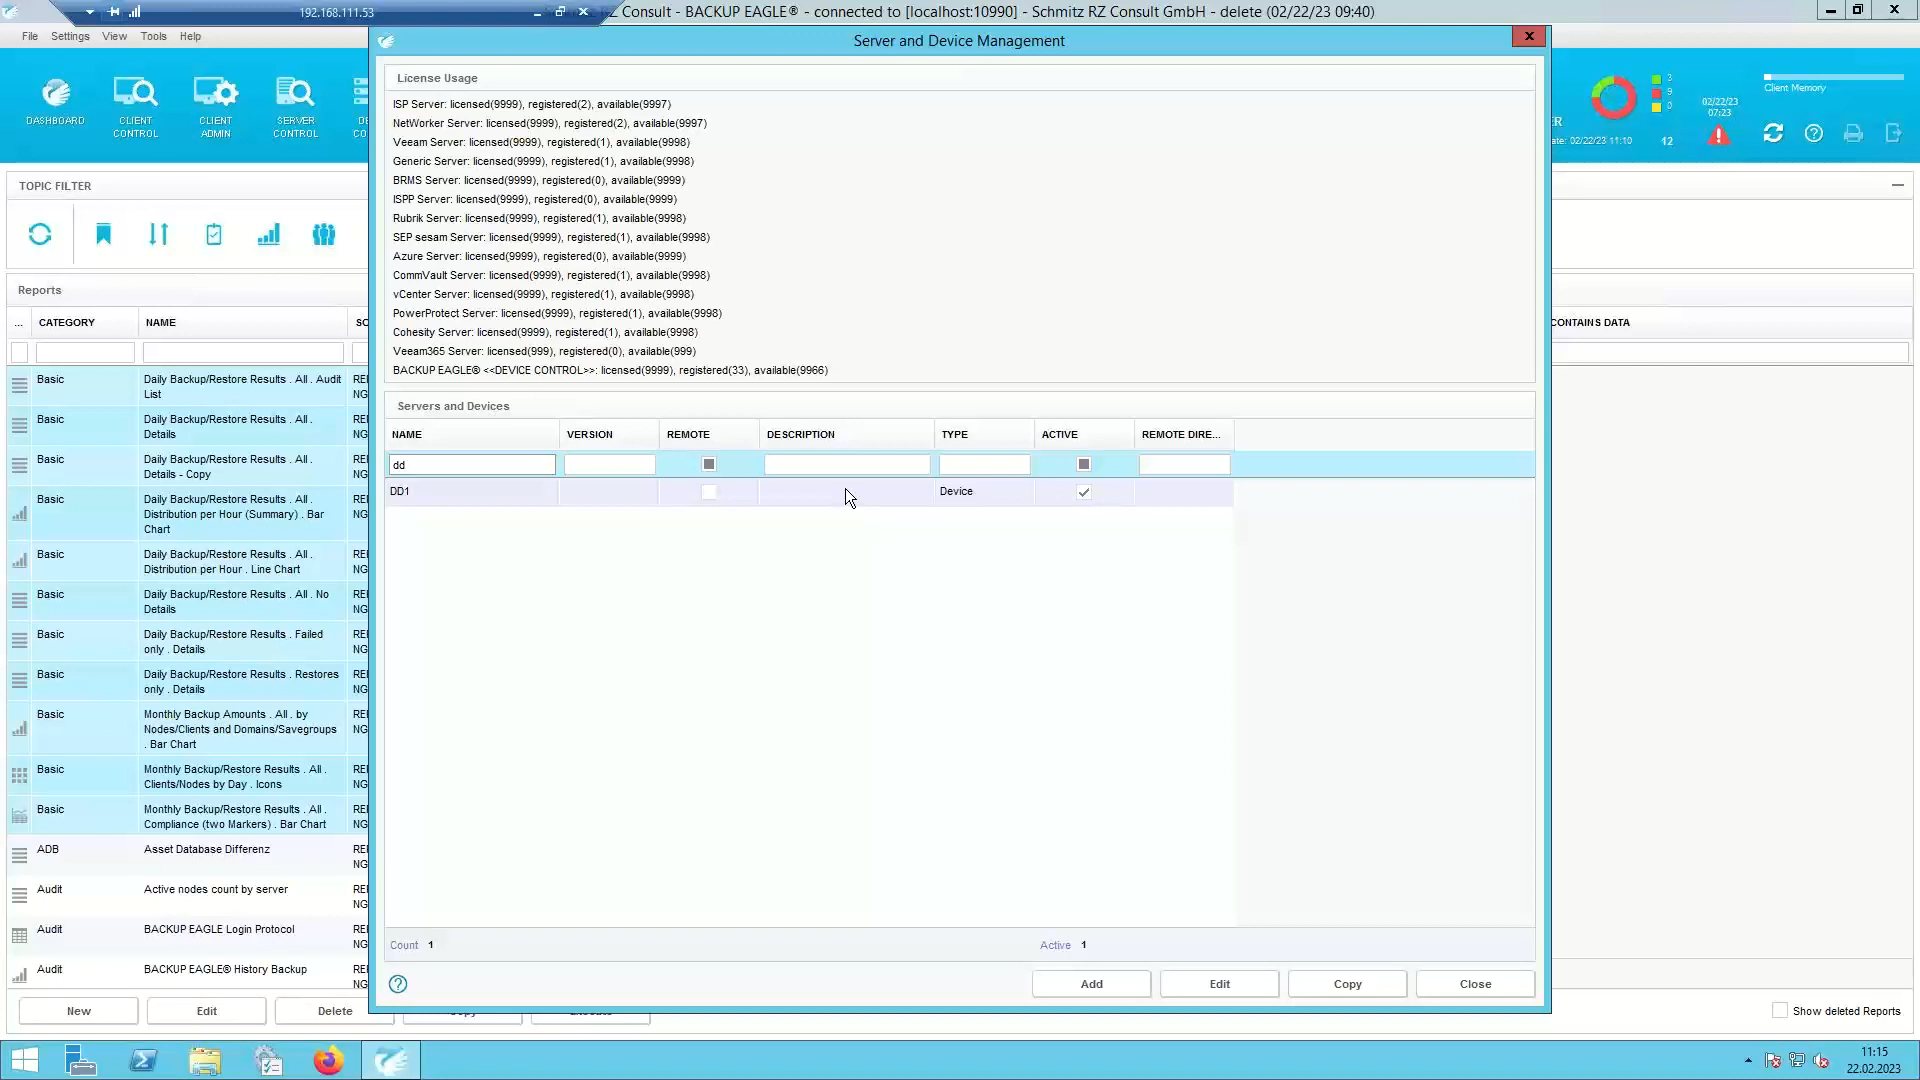 192.168.111.53
RZ Consult - BACKUP EAGLE® - connected to [localhost:10990] - Schmitz RZ Consult GmbH - delete (02/22/23 09:40)
File Settings View Tools Help
Server and Device Management
DASHBOARD
CLIENT CONTROL
CLIENT ADMIN
SERVER CONTROL
3
9
0
12
02/22/23
07:23
Client Memory
02/22/23 11:10
TOPIC FILTER
License Usage
ISP Server: licensed(9999), registered(2), available(9997)
NetWorker Server: licensed(9999), registered(2), available(9997)
Veeam Server: licensed(9999), registered(1), available(9998)
Generic Server: licensed(9999), registered(1), available(9998)
BRMS Server: licensed(9999), registered(0), available(9999)
ISPP Server: licensed(9999), registered(0), available(9999)
Rubrik Server: licensed(9999), registered(1), available(9998)
SEP sesam Server: licensed(9999), registered(1), available(9998)
Azure Server: licensed(9999), registered(0), available(9999)
CommVault Server: licensed(9999), registered(1), available(9998)
vCenter Server: licensed(9999), registered(1), available(9998)
PowerProtect Server: licensed(9999), registered(1), available(9998)
Cohesity Server: licensed(9999), registered(1), available(9998)
Veeam365 Server: licensed(999), registered(0), available(999)
BACKUP EAGLE® <<DEVICE CONTROL>>: licensed(9999), registered(33), available(9966)
Servers and Devices
NAME VERSION REMOTE DESCRIPTION TYPE ACTIVE REMOTE DIRE...
dd
DD1 Device
Count 1 Active 1
Add Edit Copy Close
Reports
... CATEGORY NAME
CONTAINS DATA
Basic Daily Backup/Restore Results . All . Audit
List
Basic Daily Backup/Restore Results . All .
Details
Basic Daily Backup/Restore Results . All .
Details - Copy
Basic Daily Backup/Restore Results . All .
Distribution per Hour (Summary) . Bar
Chart
Basic Daily Backup/Restore Results . All .
Distribution per Hour . Line Chart
Basic Daily Backup/Restore Results . All . No
Details
Basic Daily Backup/Restore Results . Failed
only . Details
Basic Daily Backup/Restore Results . Restores
only . Details
Basic Monthly Backup Amounts . All . by
Nodes/Clients and Domains/Savegroups
. Bar Chart
Basic Monthly Backup/Restore Results . All .
Clients/Nodes by Day . Icons
Basic Monthly Backup/Restore Results . All .
Compliance (two Markers) . Bar Chart
ADB Asset Database Differenz
Audit Active nodes count by server
Audit BACKUP EAGLE Login Protocol
Audit BACKUP EAGLE® History Backup
New Edit Delete
Show deleted Reports
11:15
22.02.2023